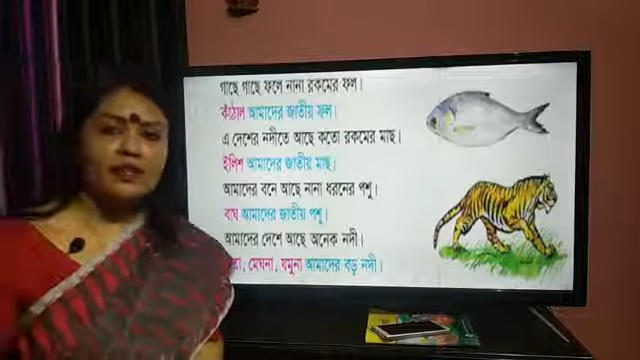 গাছে গাছে ফলে নানা রকমের ফল।
কাঁঠাল আমাদের জাতীয় ফল।
এ দেশের নদীতে আছে কতো রকমের মাছ।
ইলিশ আমাদের জাতীয় মাছ।
আমাদের বনে আছে নানা ধরনের পশু।
বাঘ আমাদের জাতীয় পশু।
আমাদের দেশে আছে অনেক নদী।
মেঘনা, যমুনা আমাদের বড় নদী।